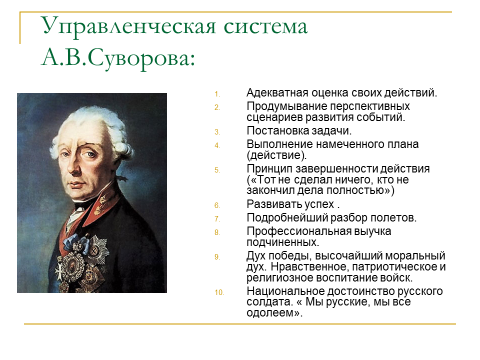 Управленческая система
А.В.Суворова:
1. Адекватная оценка своих действий.
2. Продумывание перспективных
сценариев развития событий.
3. Постановка задачи.
4. Выполнение намеченного плана
(действие).
5. Принцип завершенности действия
(«Тот не сделал ничего, кто не
закончил дела полностью»)
6. Развивать успех .
7. Подробнейший разбор полетов.
8. Профессиональная выучка
подчиненных.
9. Дух победы, высочайший моральный
дух. Нравственное, патриотическое и
религиозное воспитание войск.
10. Национальное достоинство русского
солдата. « Мы русские, мы все
одолеем».